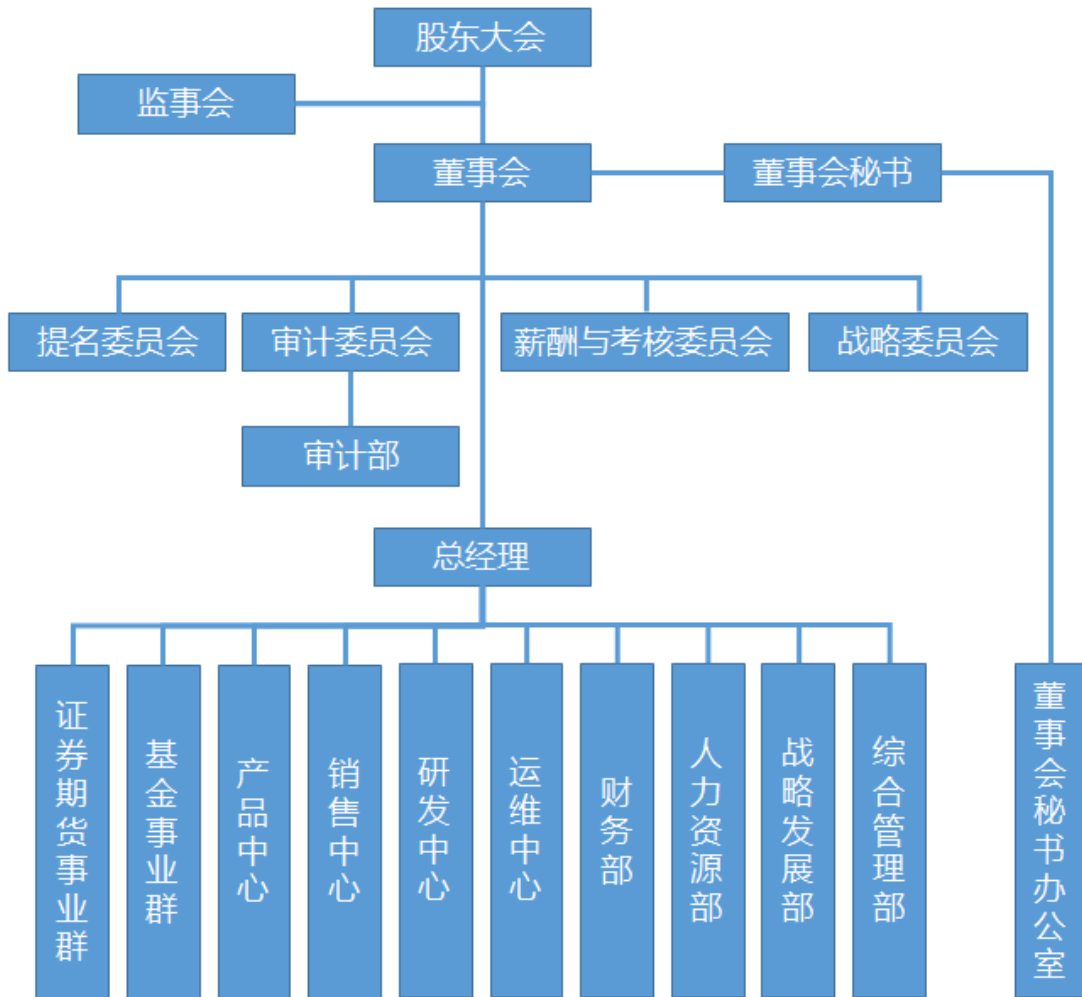 股东大会
监事会
董事会
董事会秘书
提名委员会
审计委员会
薪酬与考核委员会
战略委员会
审计部
总经理
证券期货事业群
基金事业群
产品中心
销售中心
研发中心
运维中心
财务部
人力资源部
战略发展部
综合管理部
董事会秘书办公室